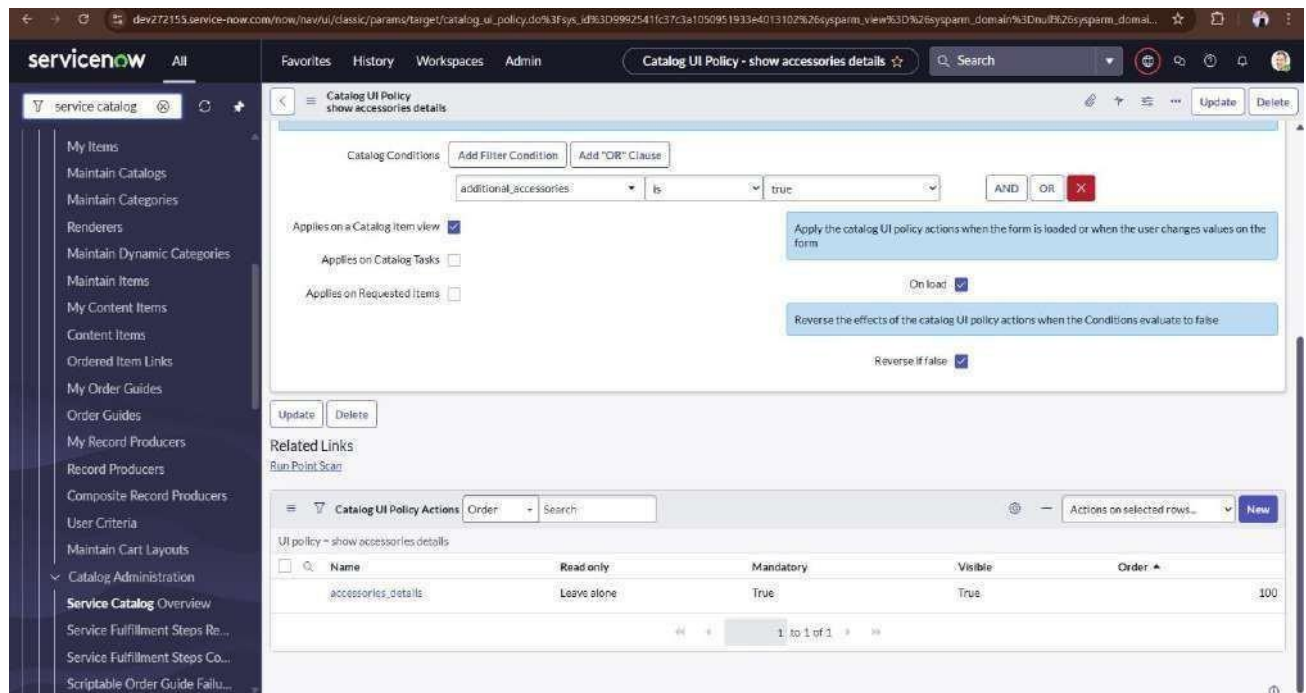 dev272155.service-now.com/now/nav/ui/classic/params/target/catalog_ui_policy.do%3Fsys_id%3D9992541fc37c3a1050951933e4013102%26sysparm_view%3D%26sysparm_domain%3Dnull%26sysparm_domai...
servicenow All Favorites History Workspaces Admin Catalog UI Policy - show accessories details Search
service catalog
Catalog UI Policy
show accessories details
Update Delete
My Items
Maintain Catalogs
Maintain Categories
Renderers
Maintain Dynamic Categories
Maintain Items
My Content Items
Content Items
Ordered Item Links
My Order Guides
Order Guides
My Record Producers
Record Producers
Composite Record Producers
User Criteria
Maintain Cart Layouts
Catalog Administration
Service Catalog Overview
Service Fulfillment Steps Re...
Service Fulfillment Steps Co...
Scriptable Order Guide Failu...
Catalog Conditions Add Filter Condition Add "OR" Clause
additional_accessories is true AND OR X
Applies on a Catalog Item view
Applies on Catalog Tasks
Applies on Requested Items
Apply the catalog UI policy actions when the form is loaded or when the user changes values on the
form
On load
Reverse the effects of the catalog UI policy actions when the Conditions evaluate to false
Reverse if false
Update Delete
Related Links
Run Point Scan
Catalog UI Policy Actions Order Search Actions on selected rows... New
UI policy = show accessories details
Name Read only Mandatory Visible Order
accessories_details Leave alone True True 100
1 to 1 of 1